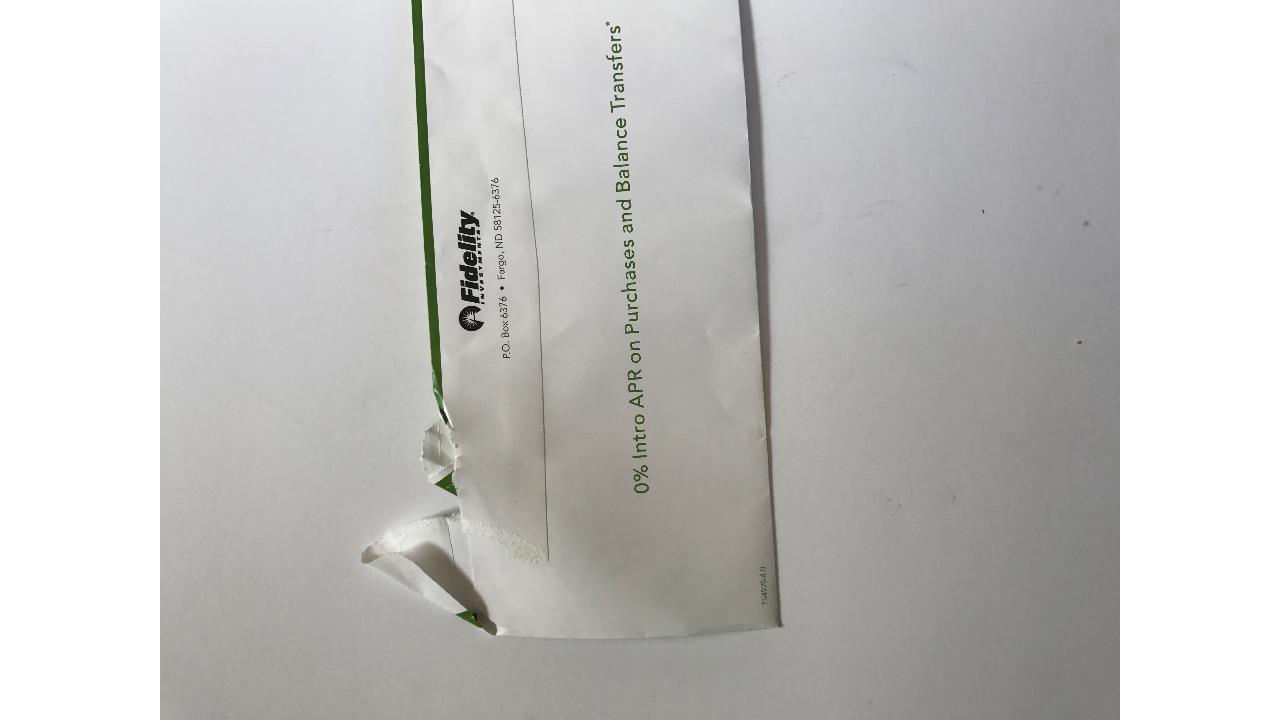 Fidelity
INVESTMENTS
P.O. Box 6376 • Fargo, ND 58125-6376
0% Intro APR on Purchases and Balance Transfers*